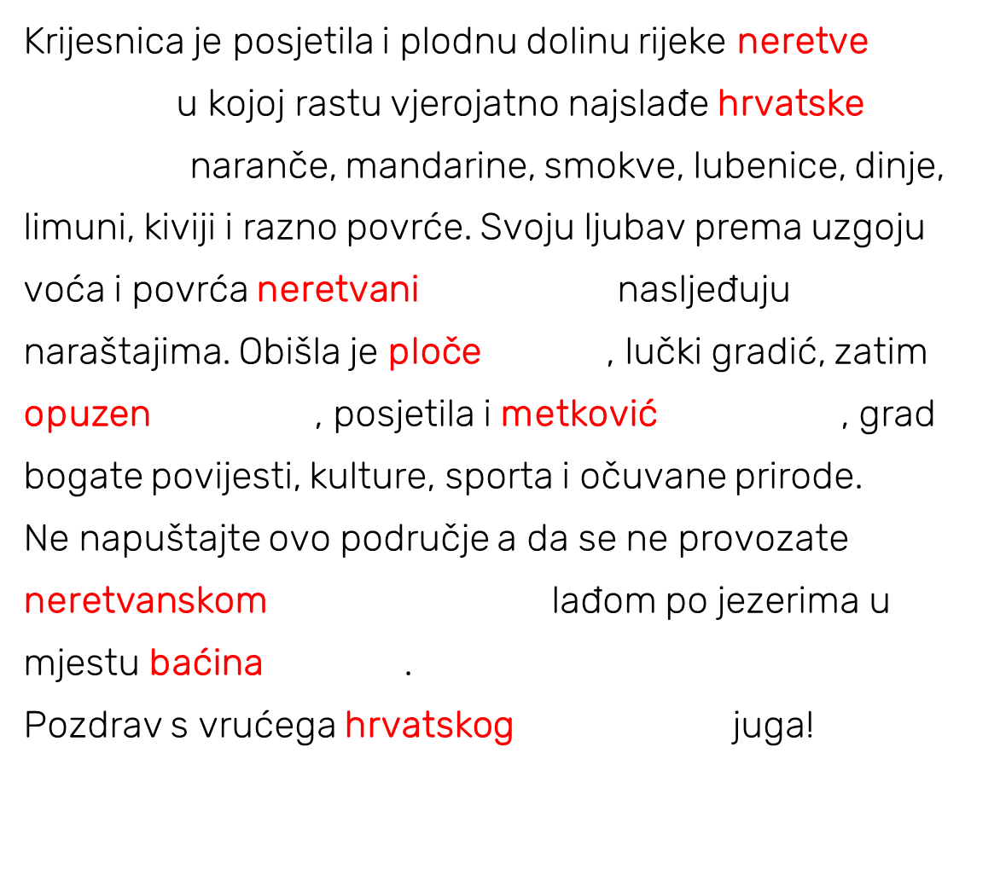 Krijesnica je posjetila i plodnu dolinu rijeke neretve
u kojoj rastu vjerojatno najslađe hrvatske
naranče, mandarine, smokve, lubenice, dinje,
limuni, kiviji i razno povrće. Svoju ljubav prema uzgoju
voća i povrća neretvani nasljeđuju
naraštajima. Obišla je ploče , lučki gradić, zatim
opuzen , posjetila i metković , grad
bogate povijesti, kulture, sporta i očuvane prirode.
Ne napuštajte ovo područje a da se ne provozate
neretvanskom lađom po jezerima u
mjestu baćina .
Pozdrav s vrućega hrvatskog juga!